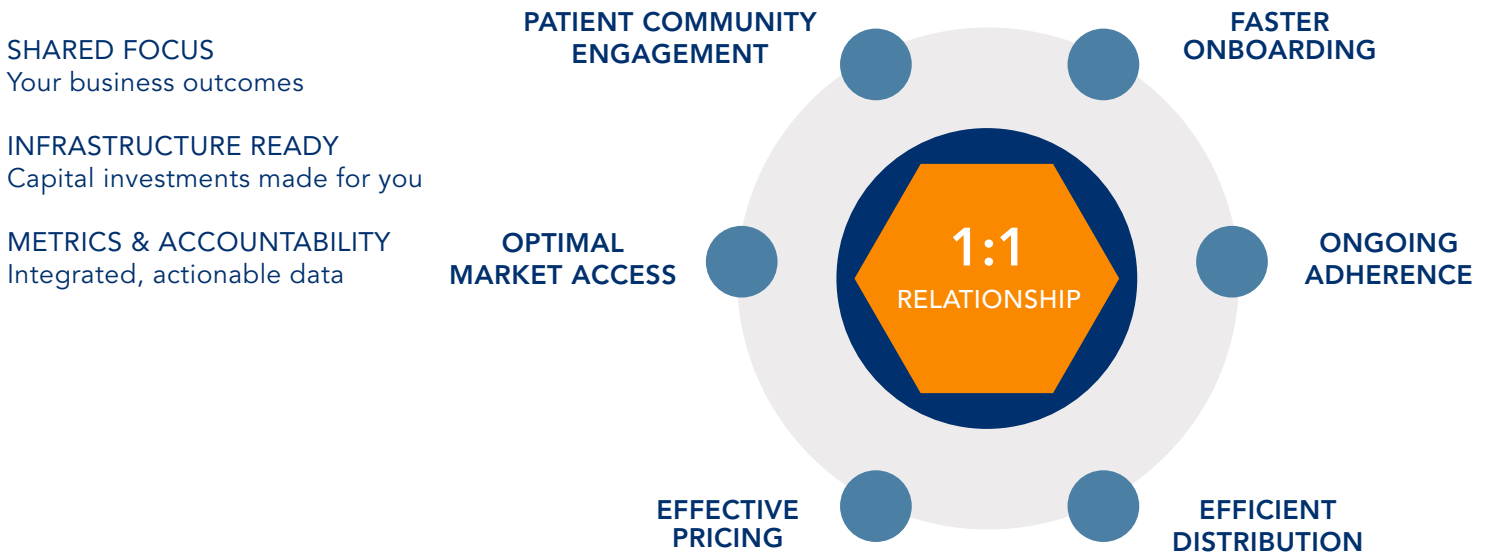 SHARED FOCUS
Your business outcomes
INFRASTRUCTURE READY
Capital investments made for you
METRICS & ACCOUNTABILITY
Integrated, actionable data
PATIENT COMMUNITY
ENGAGEMENT
FASTER
ONBOARDING
OPTIMAL
MARKET ACCESS
1:1
RELATIONSHIP
ONGOING
ADHERENCE
EFFECTIVE
PRICING
EFFICIENT
DISTRIBUTION